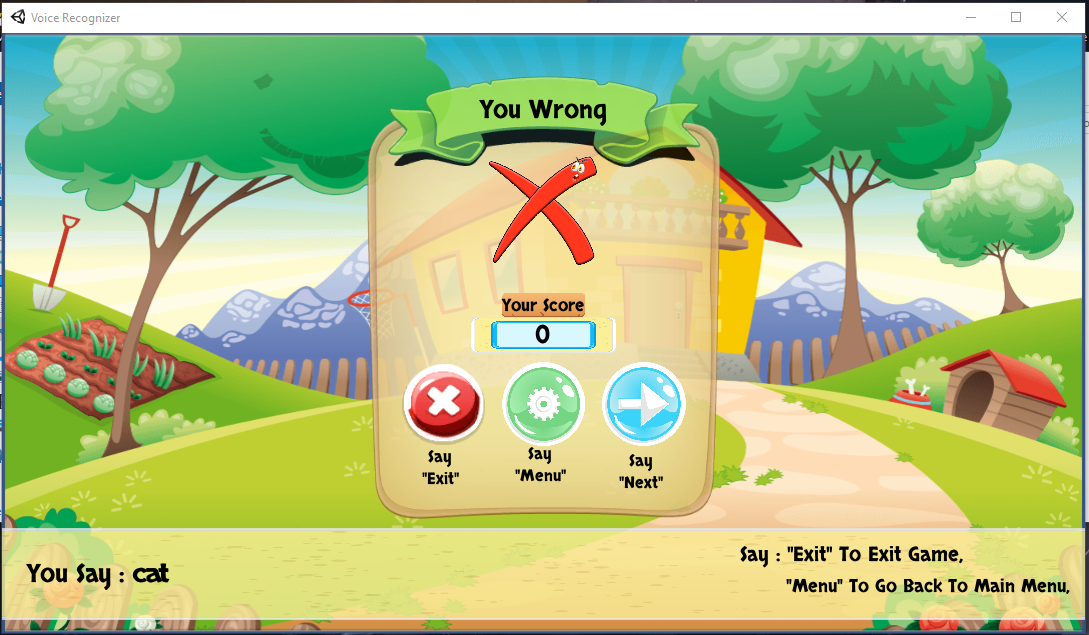 Voice Recognizer
You Wrong
Your Score
0
Say
"Exit"
Say
"Menu"
Say
"Next"
You Say : cat
Say : "Exit" To Exit Game,
"Menu" To Go Back To Main Menu,